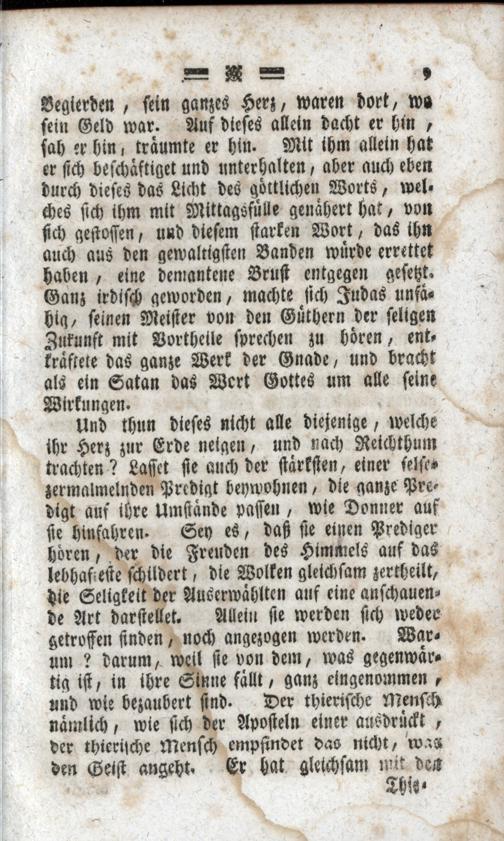 9
Begierden, sein ganzes Herz, waren dort, wo
sein Geld war. Auf dieses allein dacht er hin,
sah er hin, träumte er hin. Mit ihm allein hat
er sich beschäftiget und unterhalten, aber auch eben
durch dieses das Licht des göttlichen Worts, wel-
ches sich ihm mit Mittagsfülle genähert hat, von
sich gestossen, und diesem starken Wort, das ihn
auch aus den gewaltigsten Banden würde errettet
haben, eine demantene Brust entgegen gesetzt.
Ganz irdisch geworden, machte sich Judas unfä-
hig, seinen Meister von den Güthern der seligen
Zukunft mit Vortheile sprechen zu hören, ent-
kräftete das ganze Werk der Gnade, und bracht
als ein Satan das Wort Gottes um alle seine
Wirkungen.
Und thun dieses nicht alle diejenige, welche
ihr Herz zur Erde neigen, und nach Reichthum
trachten? Lasset sie auch der stärksten, einer felse-
zermalmelnden Predigt beywohnen, die ganze Pre-
digt auf ihre Umstände passen, wie Donner auf
sie hinfahren. Sey es, daß sie einen Prediger
hören, der die Freuden des Himmels auf das
lebhafteste schildert, die Wolken gleichsam zertheilt,
die Seligkeit der Auserwählten auf eine anschauen-
de Art darstellet. Allein sie werden sich weder
getroffen finden, noch angezogen werden. War-
um? darum, weil sie von dem, was gegenwär-
tig ist, in ihre Sinne fällt, ganz eingenommen,
und wie bezaubert sind. Der thierische Mensch
nämlich, wie sich der Aposteln einer ausdrückt,
der thierische Mensch empfindet das nicht, was
den Geist angeht. Er hat gleichsam mit den
Thie-